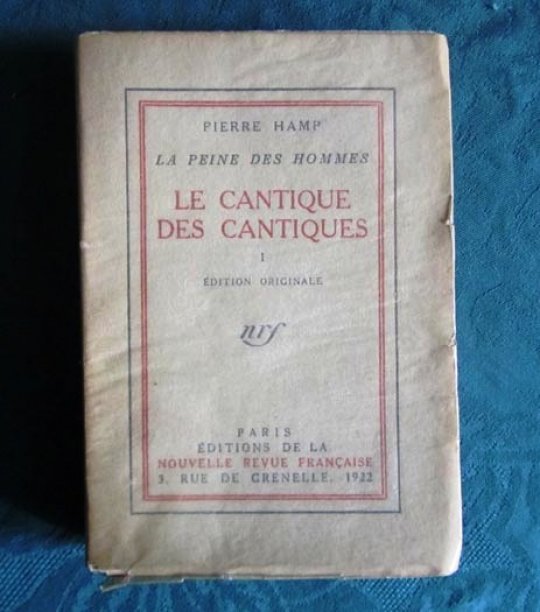 PIERRE HAMP
LA PEINE DES HOMMES
LE CANTIQUE
DES CANTIQUES
I
ÉDITION ORIGINALE
nrf
PARIS
ÉDITIONS DE LA
NOUVELLE REVUE FRANÇAISE
3, RUE DE GRENELLE, 1922